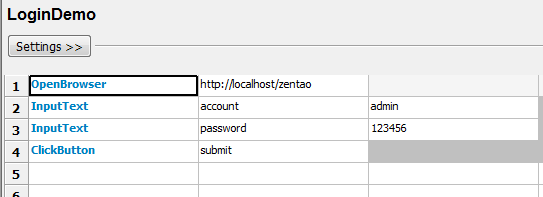 LoginDemo
Settings >>
1 OpenBrowser http://localhost/zentao
2 InputText account admin
3 InputText password 123456
4 ClickButton submit
5
6